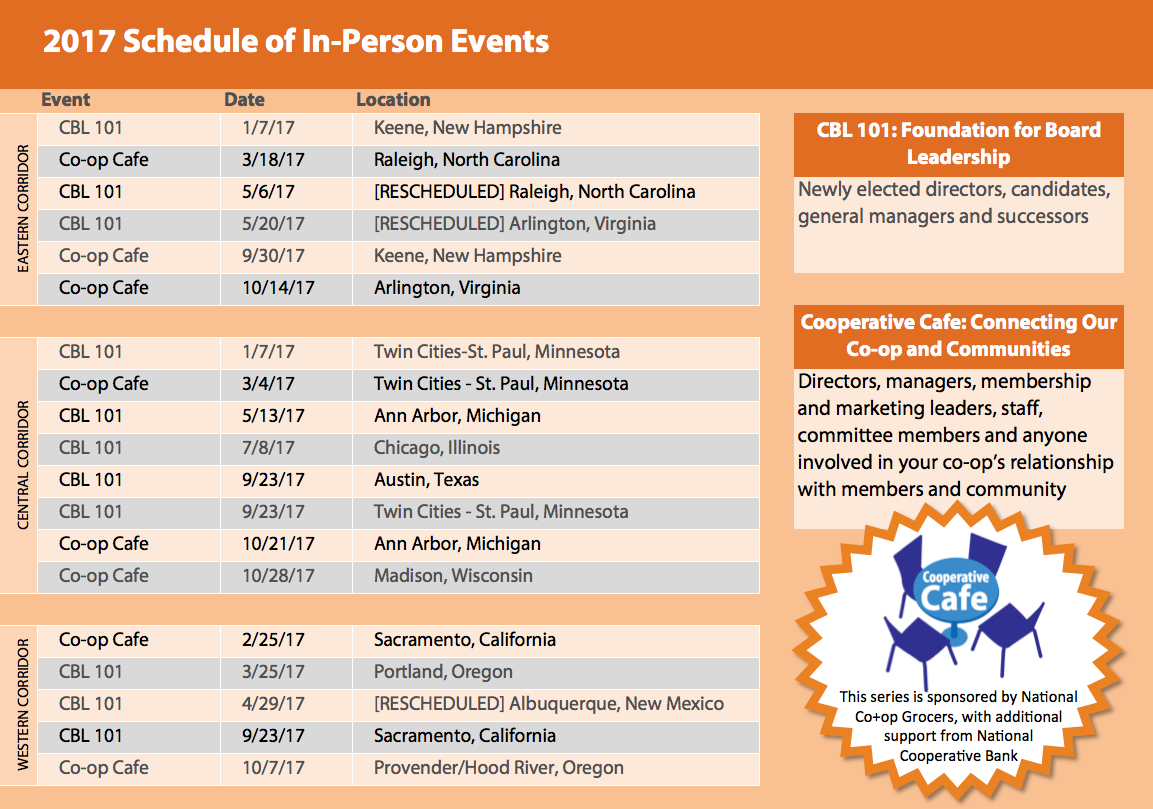 2017 Schedule of In-Person Events
Event Date Location
EASTERN CORRIDOR
CBL 101 1/7/17 Keene, New Hampshire
Co-op Cafe 3/18/17 Raleigh, North Carolina
CBL 101 5/6/17 [RESCHEDULED] Raleigh, North Carolina
CBL 101 5/20/17 [RESCHEDULED] Arlington, Virginia
Co-op Cafe 9/30/17 Keene, New Hampshire
Co-op Cafe 10/14/17 Arlington, Virginia
CENTRAL CORRIDOR
CBL 101 1/7/17 Twin Cities-St. Paul, Minnesota
Co-op Cafe 3/4/17 Twin Cities - St. Paul, Minnesota
CBL 101 5/13/17 Ann Arbor, Michigan
CBL 101 7/8/17 Chicago, Illinois
CBL 101 9/23/17 Austin, Texas
CBL 101 9/23/17 Twin Cities - St. Paul, Minnesota
Co-op Cafe 10/21/17 Ann Arbor, Michigan
Co-op Cafe 10/28/17 Madison, Wisconsin
WESTERN CORRIDOR
Co-op Cafe 2/25/17 Sacramento, California
CBL 101 3/25/17 Portland, Oregon
CBL 101 4/29/17 [RESCHEDULED] Albuquerque, New Mexico
CBL 101 9/23/17 Sacramento, California
Co-op Cafe 10/7/17 Provender/Hood River, Oregon
CBL 101: Foundation for Board
Leadership
Newly elected directors, candidates,
general managers and successors
Cooperative Cafe: Connecting Our
Co-op and Communities
Directors, managers, membership
and marketing leaders, staff,
committee members and anyone
involved in your co-op's relationship
with members and community
Cooperative
Cafe
This series is sponsored by National
Co+op Grocers, with additional
support from National
Cooperative Bank